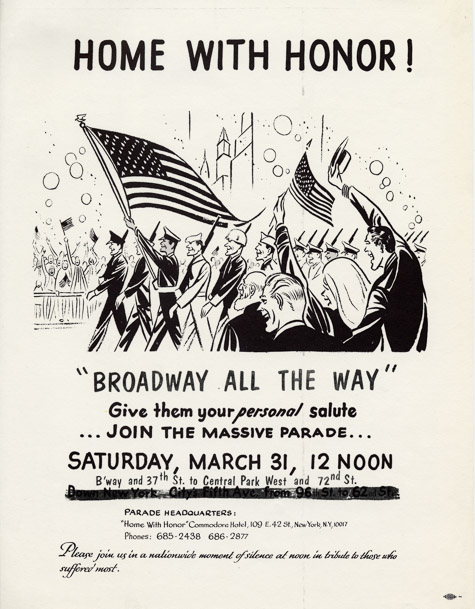 HOME WITH HONOR!
"BROADWAY ALL THE WAY"
Give them your personal salute
...JOIN THE MASSIVE PARADE...
SATURDAY, MARCH 31, 12 NOON
B'way and 37th St. to Central Park West and 72nd St.
Down New York City's Fifth Ave. from 96th St. to 62nd St.
PARADE HEADQUARTERS:
"Home With Honor" Commodore Hotel, 109 E. 42 St., New York, N.Y. 10017
Phones: 685-2438 686-2877
Please join us in a nationwide moment of silence at noon in tribute to those who
suffered most.